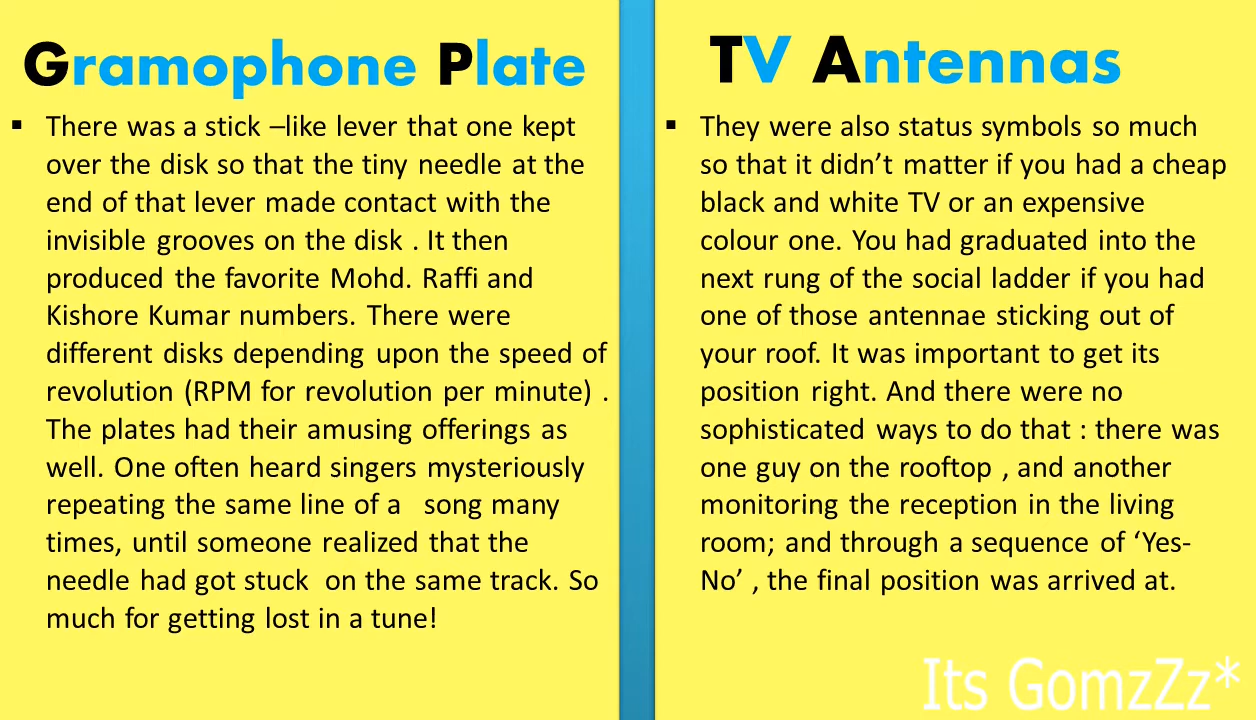 Gramophone Plate
▪ There was a stick –like lever that one kept
over the disk so that the tiny needle at the
end of that lever made contact with the
invisible grooves on the disk . It then
produced the favorite Mohd. Raffi and
Kishore Kumar numbers. There were
different disks depending upon the speed of
revolution (RPM for revolution per minute) .
The plates had their amusing offerings as
well. One often heard singers mysteriously
repeating the same line of a song many
times, until someone realized that the
needle had got stuck on the same track. So
much for getting lost in a tune!
TV Antennas
▪ They were also status symbols so much
so that it didn’t matter if you had a cheap
black and white TV or an expensive
colour one. You had graduated into the
next rung of the social ladder if you had
one of those antennae sticking out of
your roof. It was important to get its
position right. And there were no
sophisticated ways to do that : there was
one guy on the rooftop , and another
monitoring the reception in the living
room; and through a sequence of ‘Yes-
No’ , the final position was arrived at.
Its GomzZz*